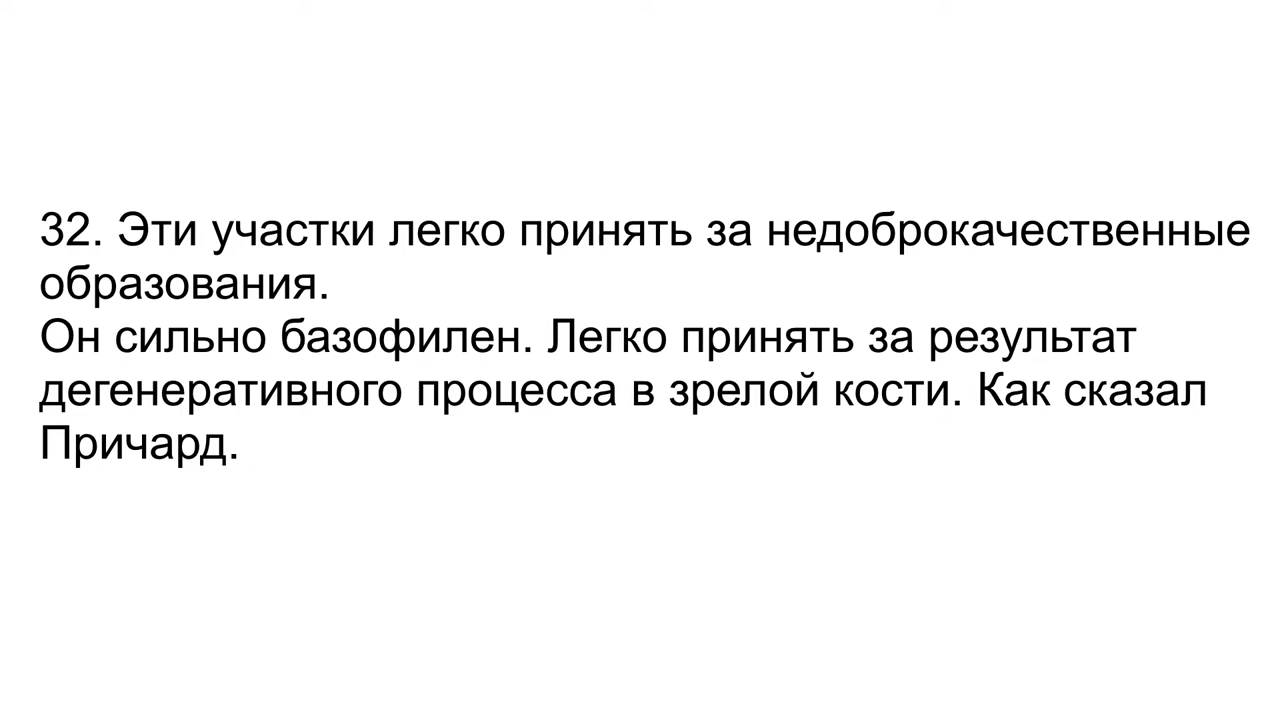 32. Эти участки легко принять за недоброкачественные
образования.
Он сильно базофилен. Легко принять за результат
дегенеративного процесса в зрелой кости. Как сказал
Причард.